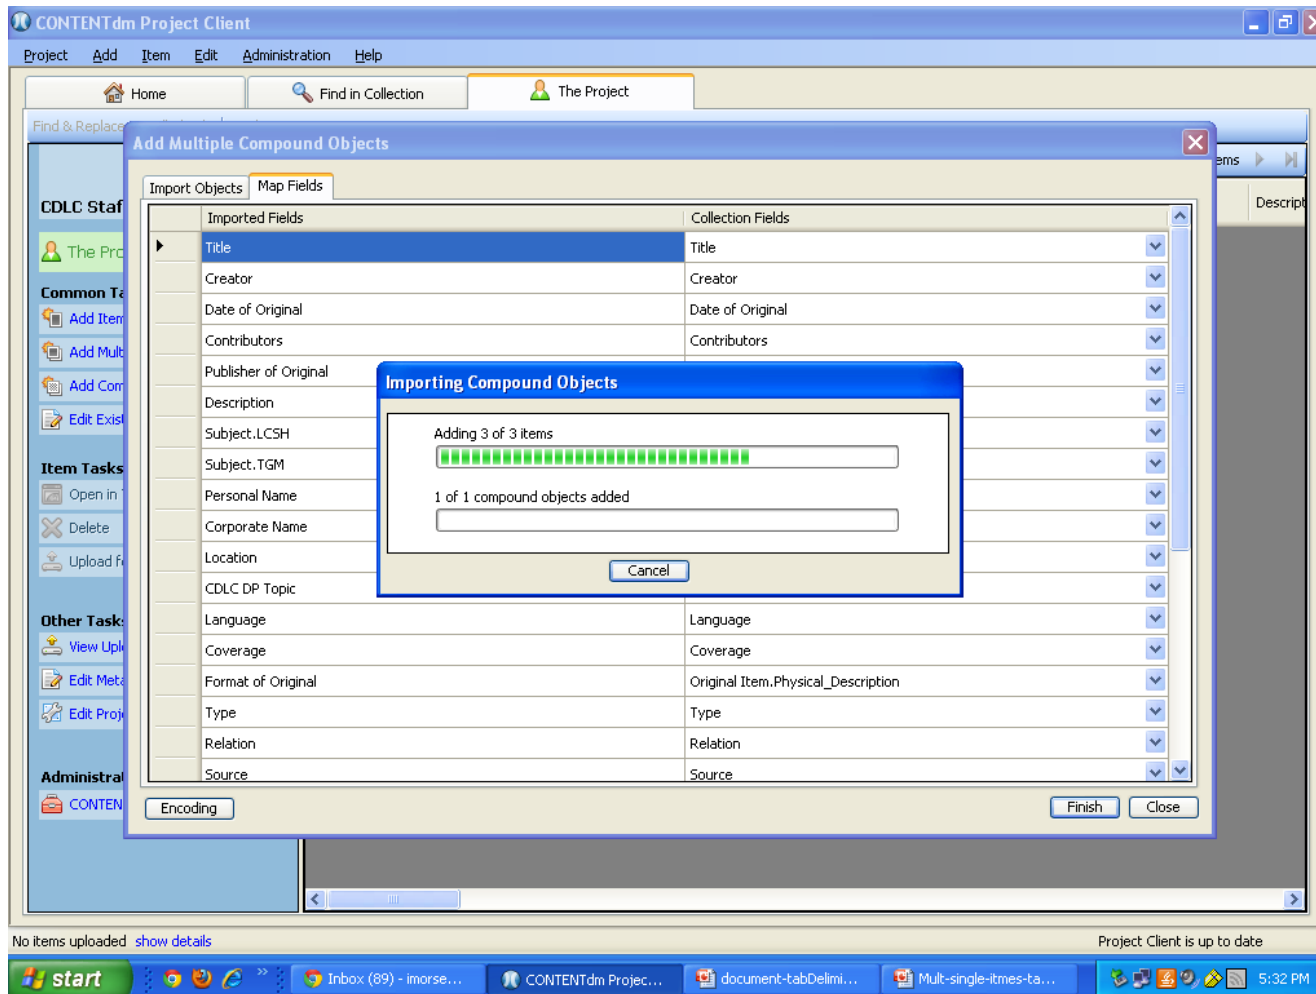 CONTENTdm Project Client
Project Add Item Edit Administration Help
Home Find in Collection The Project
Find & Replace
Add Multiple Compound Objects
ems
Import Objects Map Fields
CDLC Staf
Descript
Imported Fields Collection Fields
The Pro
Title Title
Creator Creator
Common Ta
Date of Original Date of Original
Add Item
Contributors Contributors
Add Mult
Publisher of Original
Add Com
Description
Edit Exist
Subject.LCSH
Subject.TGM
Item Tasks
Personal Name
Open in
Corporate Name
Delete
Location
Upload fo
CDLC DP Topic
Importing Compound Objects
Adding 3 of 3 items
1 of 1 compound objects added
Cancel
Other Task
Language Language
View Uplo
Coverage Coverage
Edit Meta
Format of Original Original Item.Physical_Description
Edit Proj
Type Type
Relation Relation
Administrat
Source Source
CONTEN
Encoding Finish Close
No items uploaded show details Project Client is up to date
start Inbox (89) - imorse... CONTENTdm Projec... document-tabDelimi... Mult-single-itmes-ta... 5:32 PM